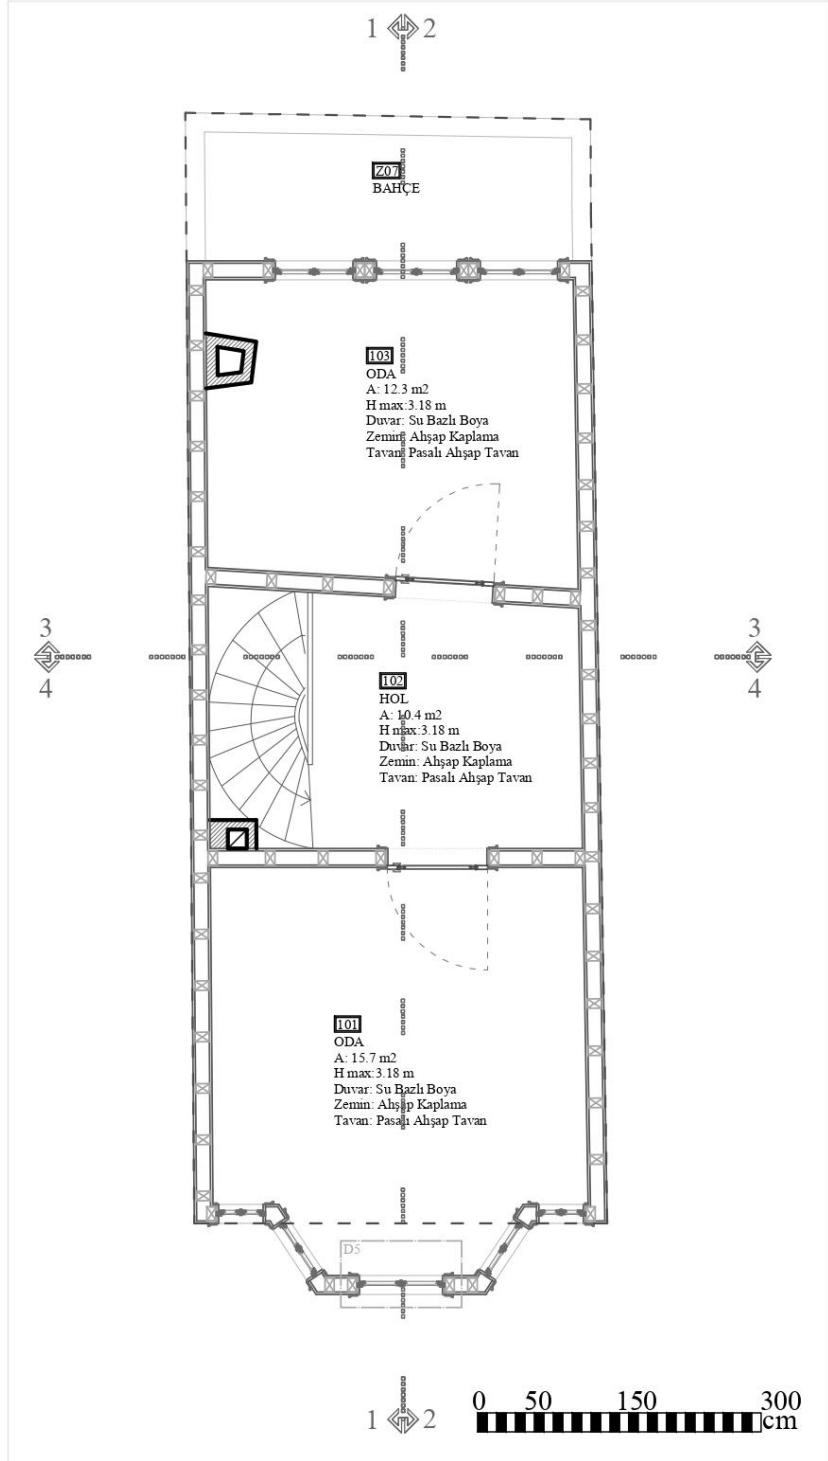 1 2
Z07
BAHÇE
103
ODA
A: 12.3 m2
H max:3.18 m
Duvar: Su Bazlı Boya
Zemin: Ahşap Kaplama
Tavan: Pasalı Ahşap Tavan
3 3
4 4
102
HOL
A: 10.4 m2
H max:3.18 m
Duvar: Su Bazlı Boya
Zemin: Ahşap Kaplama
Tavan: Pasalı Ahşap Tavan
101
ODA
A: 15.7 m2
H max:3.18 m
Duvar: Su Bazlı Boya
Zemin: Ahşap Kaplama
Tavan: Pasalı Ahşap Tavan
D5
0 50 150 300
cm
1 2